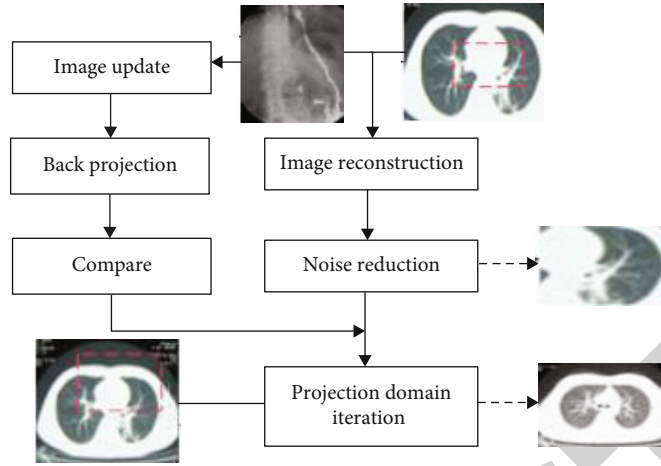 Image update
Back projection
Image reconstruction
Compare
Noise reduction
Projection domain
iteration